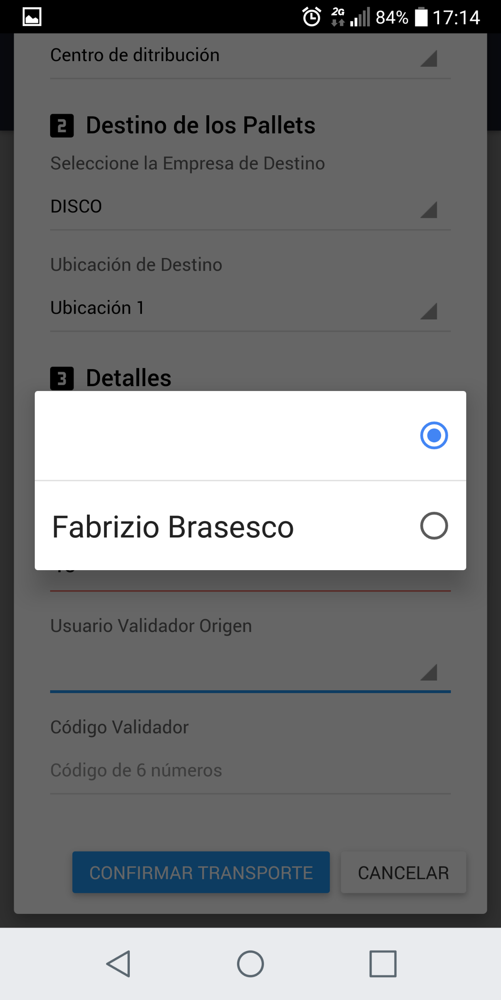 2G 84% 17:14
Centro de ditribución
2 Destino de los Pallets
Seleccione la Empresa de Destino
DISCO
Ubicación de Destino
Ubicación 1
3 Detalles
Fabrizio Brasesco
Usuario Validador Origen
Código Validador
Código de 6 números
CONFIRMAR TRANSPORTE CANCELAR